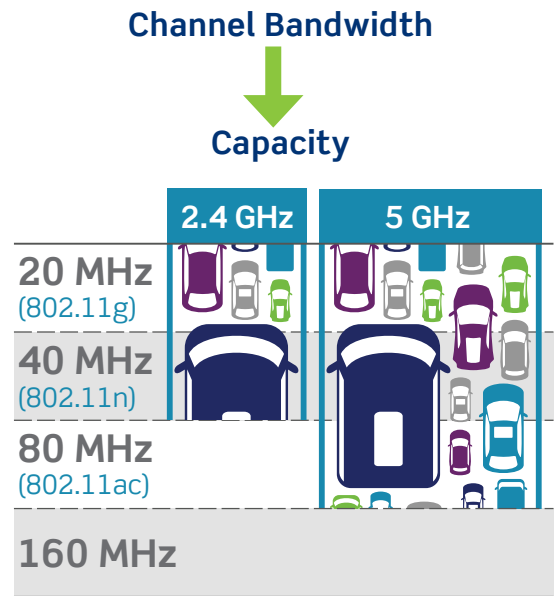 Channel Bandwidth
Capacity
2.4 GHz
5 GHz
20 MHz
(802.11g)
40 MHz
(802.11n)
80 MHz
(802.11ac)
160 MHz